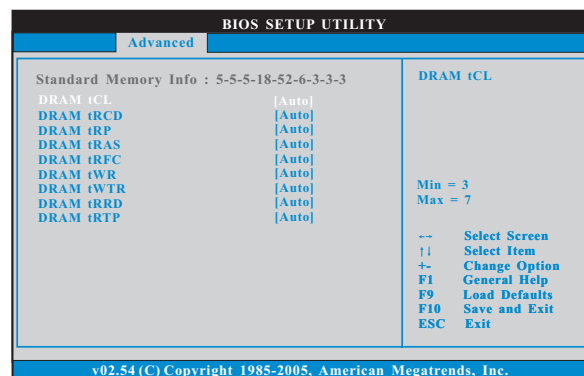 BIOS SETUP UTILITY
Advanced
Standard Memory Info : 5-5-5-18-52-6-3-3-3
DRAM tCL [Auto]
DRAM tRCD [Auto]
DRAM tRP [Auto]
DRAM tRAS [Auto]
DRAM tRFC [Auto]
DRAM tWR [Auto]
DRAM tWTR [Auto]
DRAM tRRD [Auto]
DRAM tRTP [Auto]
DRAM tCL
Min = 3
Max = 7
←→ Select Screen
↑↓ Select Item
+- Change Option
F1 General Help
F9 Load Defaults
F10 Save and Exit
ESC Exit
v02.54 (C) Copyright 1985-2005, American Megatrends, Inc.